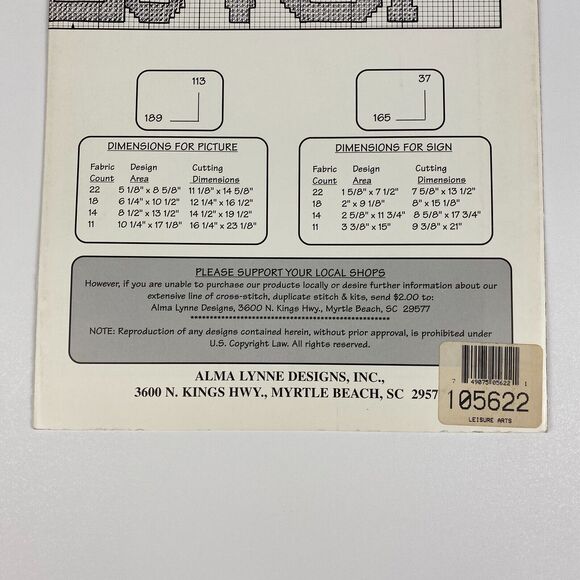 113
189
37
165
DIMENSIONS FOR PICTURE
Fabric Design Cutting
Count Area Dimensions
22 5 1/8" x 8 5/8" 11 1/8" x 14 5/8"
18 6 1/4" x 10 1/2" 12 1/4" x 16 1/2"
14 8 1/2" x 13 1/2" 14 1/2" x 19 1/2"
11 10 1/4" x 17 1/8" 16 1/4" x 23 1/8"
DIMENSIONS FOR SIGN
Fabric Design Cutting
Count Area Dimensions
22 1 5/8" x 7 1/2" 7 5/8" x 13 1/2"
18 2" x 9 1/8" 8" x 15 1/8"
14 2 5/8" x 11 3/4" 8 5/8" x 17 3/4"
11 3 3/8" x 15" 9 3/8" x 21"
PLEASE SUPPORT YOUR LOCAL SHOPS
However, if you are unable to purchase our products locally or desire further information about our
extensive line of cross-stitch, duplicate stitch & kits, send $2.00 to:
Alma Lynne Designs, 3600 N. Kings Hwy., Myrtle Beach, SC 29577
NOTE: Reproduction of any designs contained herein, without prior approval, is prohibited under
U.S. Copyright Law. All rights reserved.
ALMA LYNNE DESIGNS, INC.,
3600 N. KINGS HWY., MYRTLE BEACH, SC 2957
7 49075 05622 1
105622
LEISURE ARTS